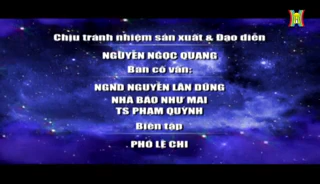 Chịu tránh nhiệm sản xuất & Đạo diễn
NGUYỄN NGỌC QUANG
Ban cố vấn:
NGND NGUYỄN LÂN DŨNG
NHÀ BÁO NHƯ MAI
TS PHẠM QUỲNH
Biên tập
PHÓ LỆ CHI